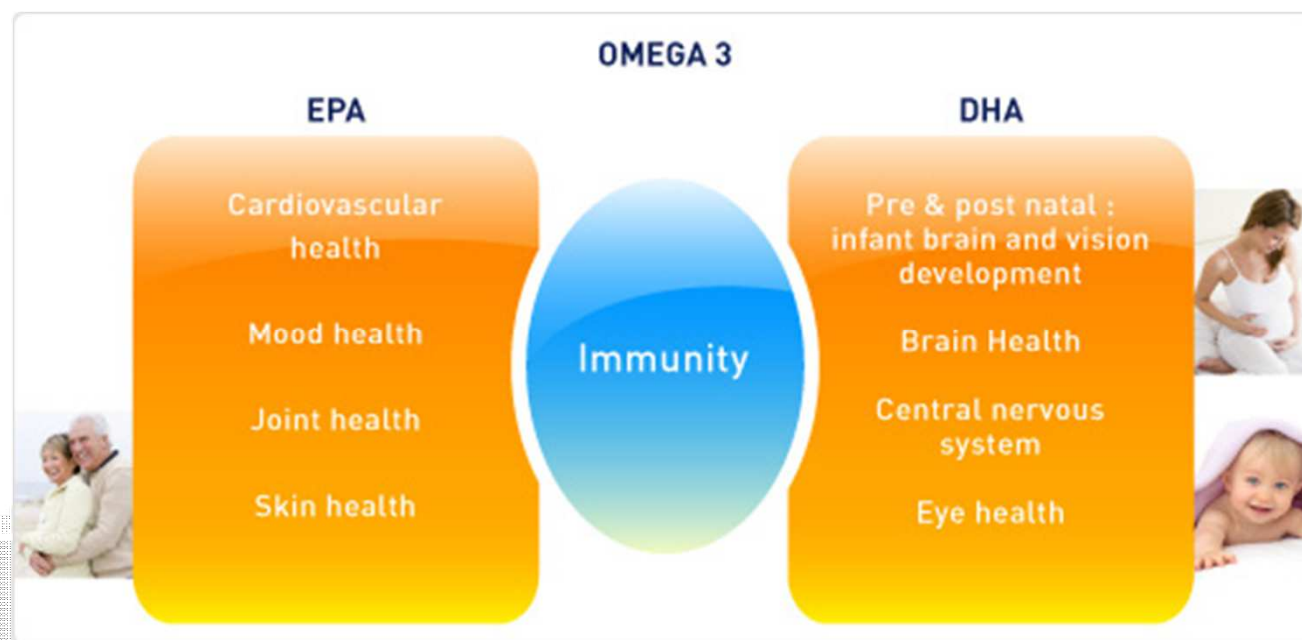 OMEGA 3
EPA
Cardiovascular
health
Mood health
Joint health
Skin health
Immunity
DHA
Pre & post natal :
infant brain and vision
development
Brain Health
Central nervous
system
Eye health